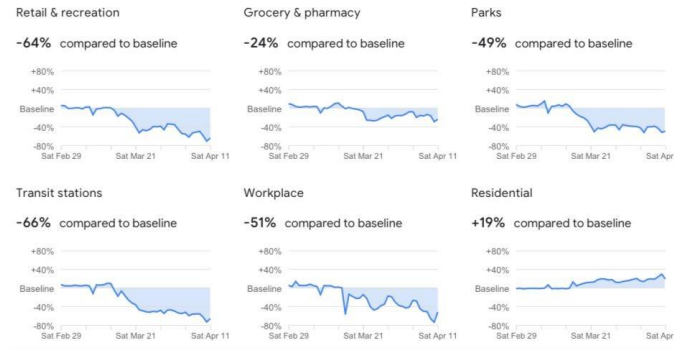 Retail & recreation
-64% compared to baseline
+80%
+40%
Baseline
-40%
-80%
Sat Feb 29 Sat Mar 21 Sat Apr 11
Grocery & pharmacy
-24% compared to baseline
+80%
+40%
Baseline
-40%
-80%
Sat Feb 29 Sat Mar 21 Sat Apr 11
Parks
-49% compared to baseline
+80%
+40%
Baseline
-40%
-80%
Sat Feb 29 Sat Mar 21 Sat Apr 11
Transit stations
-66% compared to baseline
+80%
+40%
Baseline
-40%
-80%
Sat Feb 29 Sat Mar 21 Sat Apr 11
Workplace
-51% compared to baseline
+80%
+40%
Baseline
-40%
-80%
Sat Feb 29 Sat Mar 21 Sat Apr 11
Residential
+19% compared to baseline
+80%
+40%
Baseline
-40%
-80%
Sat Feb 29 Sat Mar 21 Sat Apr 11